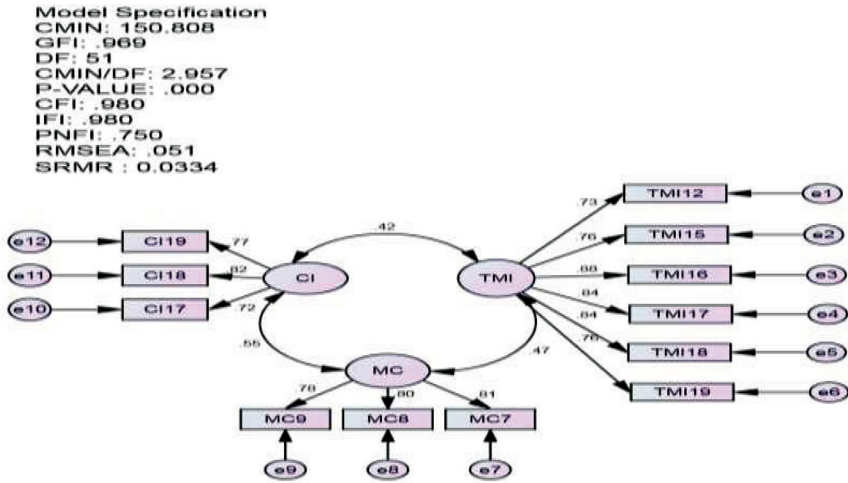 Model Specification
CMIN: 150.808
GFI: .969
DF: 51
CMIN/DF: 2.957
P-VALUE: .000
CFI: .980
IFI: .980
PNFI: .750
RMSEA: .051
SRMR : 0.0334
.73 TMI12 e1
e12 CI19 .77 .42 .76 TMI15 e2
e11 CI18 .82 CI TMI .88 TMI16 e3
e10 CI17 .72 .84 TMI17 e4
.55 .47 .84 TMI18 e5
MC .76 TMI19 e6
.78 .80 .81
MC9 MC8 MC7
e9 e8 e7